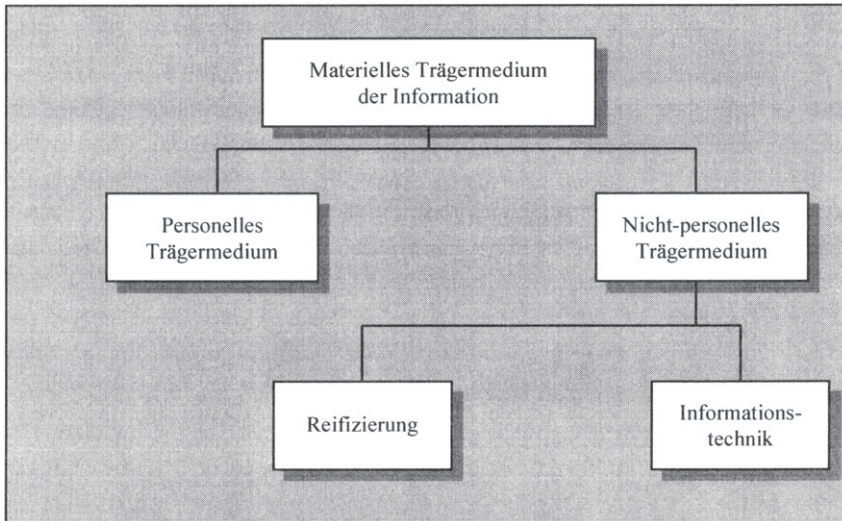 Materielles Trägermedium
der Information
Personelles
Trägermedium
Nicht-personelles
Trägermedium
Reifizierung
Informations-
technik